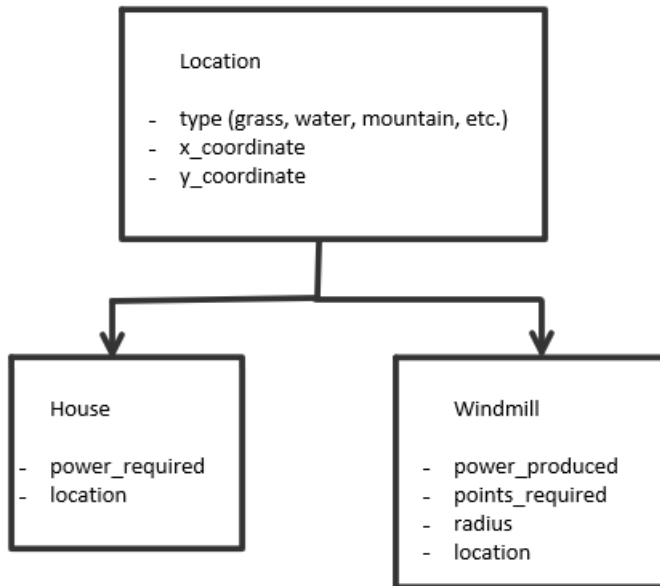 Location
- type (grass, water, mountain, etc.)
- x_coordinate
- y_coordinate
House
- power_required
- location
Windmill
- power_produced
- points_required
- radius
- location